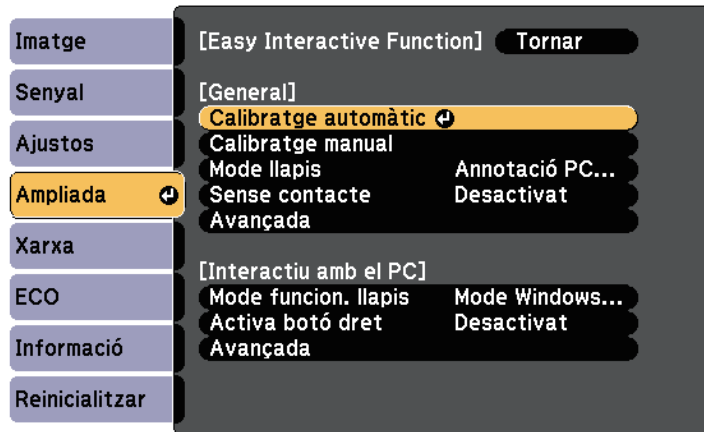 Imatge
Senyal
Ajustos
Ampliada
Xarxa
ECO
Informació
Reinicialitzar
[Easy Interactive Function] Tornar
[General]
Calibratge automàtic
Calibratge manual
Mode llapis Annotació PC...
Sense contacte Desactivat
Avançada
[Interactiu amb el PC]
Mode funcion. llapis Mode Windows...
Activa botó dret Desactivat
Avançada